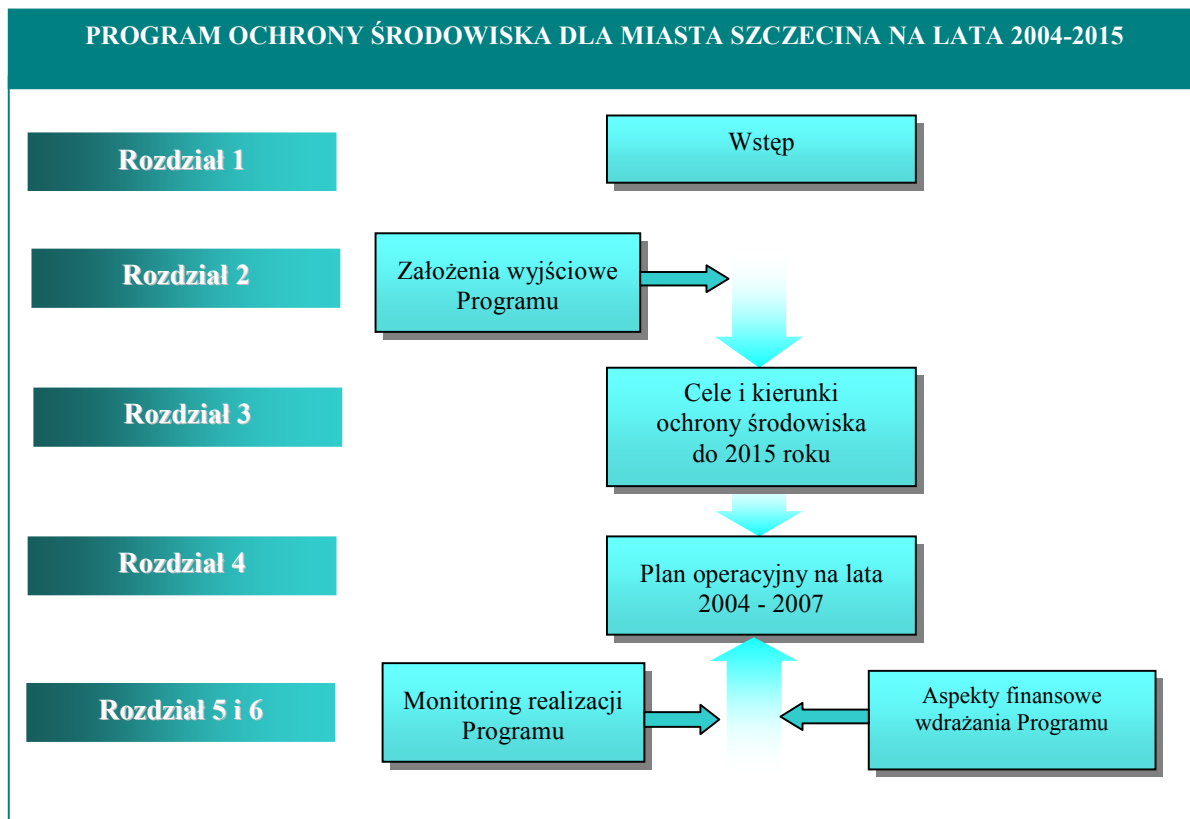 PROGRAM OCHRONY ŚRODOWISKA DLA MIASTA SZCZECINA NA LATA 2004-2015
Rozdział 1
Wstęp
Rozdział 2
Założenia wyjściowe
Programu
Rozdział 3
Cele i kierunki
ochrony środowiska
do 2015 roku
Rozdział 4
Plan operacyjny na lata
2004 - 2007
Rozdział 5 i 6
Monitoring realizacji
Programu
Aspekty finansowe
wdrażania Programu